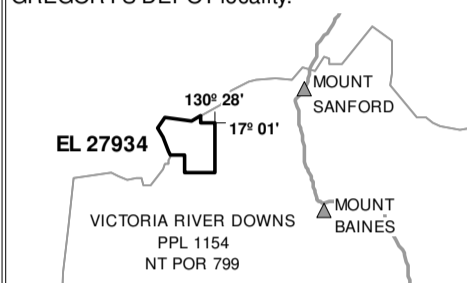 GREGORY'S DEPOT locality.
MOUNT
SANFORD
130º 28'
17º 01'
EL 27934
MOUNT
BAINES
VICTORIA RIVER DOWNS
PPL 1154
NT POR 799